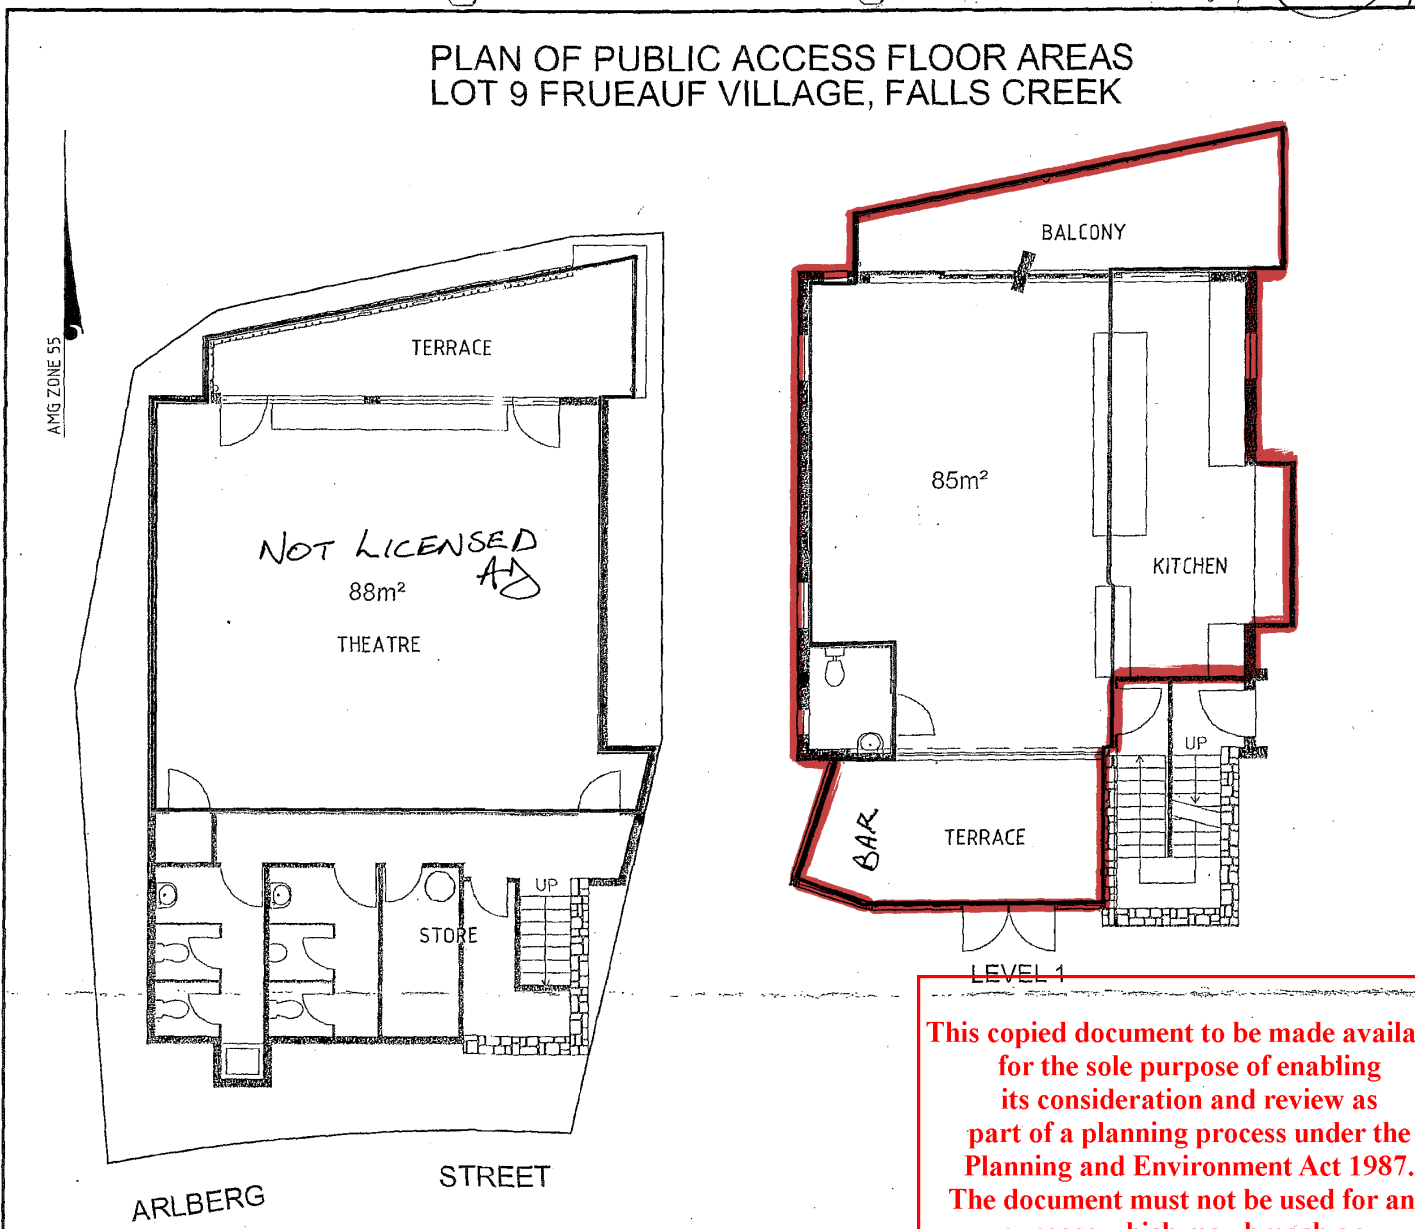 PLAN OF PUBLIC ACCESS FLOOR AREAS
LOT 9 FRUEAUF VILLAGE, FALLS CREEK
AMG ZONE 55
TERRACE
NOT LICENSED
AJ
88m²
THEATRE
UP
STORE
ARLBERG
STREET
BALCONY
85m²
KITCHEN
UP
BAR
TERRACE
LEVEL 1
This copied document to be made availa
for the sole purpose of enabling
its consideration and review as
part of a planning process under the
Planning and Environment Act 1987.
The document must not be used for an